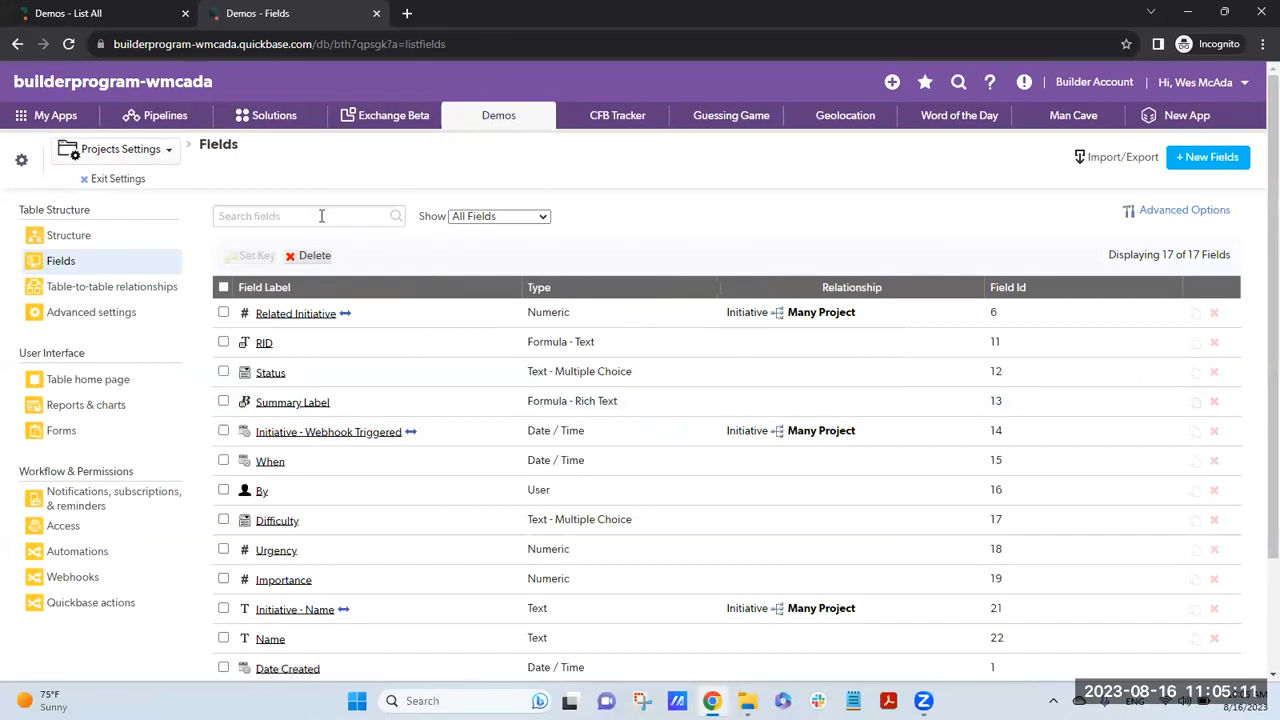 Demos - List All
Demos - Fields
builderprogram-wmcada.quickbase.com/db/bth7qpsgk?a=listfields
Incognito
builderprogram-wmcada
Builder Account
Hi, Wes McAda
My Apps
Pipelines
Solutions
Exchange Beta
Demos
CFB Tracker
Guessing Game
Geolocation
Word of the Day
Man Cave
New App
Projects Settings
> Fields
Import/Export
+ New Fields
Exit Settings
Table Structure
Search fields
Show All Fields
Advanced Options
Structure
Set Key
Delete
Displaying 17 of 17 Fields
Fields
Table-to-table relationships
Advanced settings
User Interface
Table home page
Reports & charts
Forms
Workflow & Permissions
Notifications, subscriptions,
& reminders
Access
Automations
Webhooks
Quickbase actions
Field Label Type Relationship Field Id
Related Initiative Numeric Initiative Many Project 6
RID Formula - Text 11
Status Text - Multiple Choice 12
Summary Label Formula - Rich Text 13
Initiative - Webhook Triggered Date / Time Initiative Many Project 14
When Date / Time 15
By User 16
Difficulty Text - Multiple Choice 17
Urgency Numeric 18
Importance Numeric 19
Initiative - Name Text Initiative Many Project 21
Name Text 22
Date Created Date / Time 1
75°F
Sunny
Search
ENG
2023-08-16 11:05:11
8/16/2023